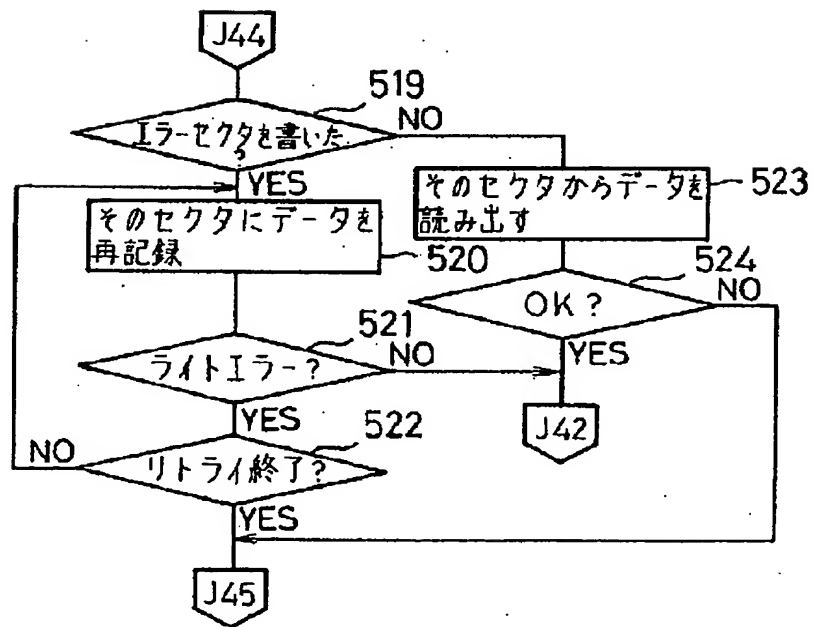 J44
519
エラーセクタを書いた
?
NO
YES
そのセクタからデータを
読み出す
523
そのセクタにデータを
再記録
520
524
OK?
NO
YES
521
ライトエラー?
NO
YES
J42
522
リトライ終了?
NO
YES
J45